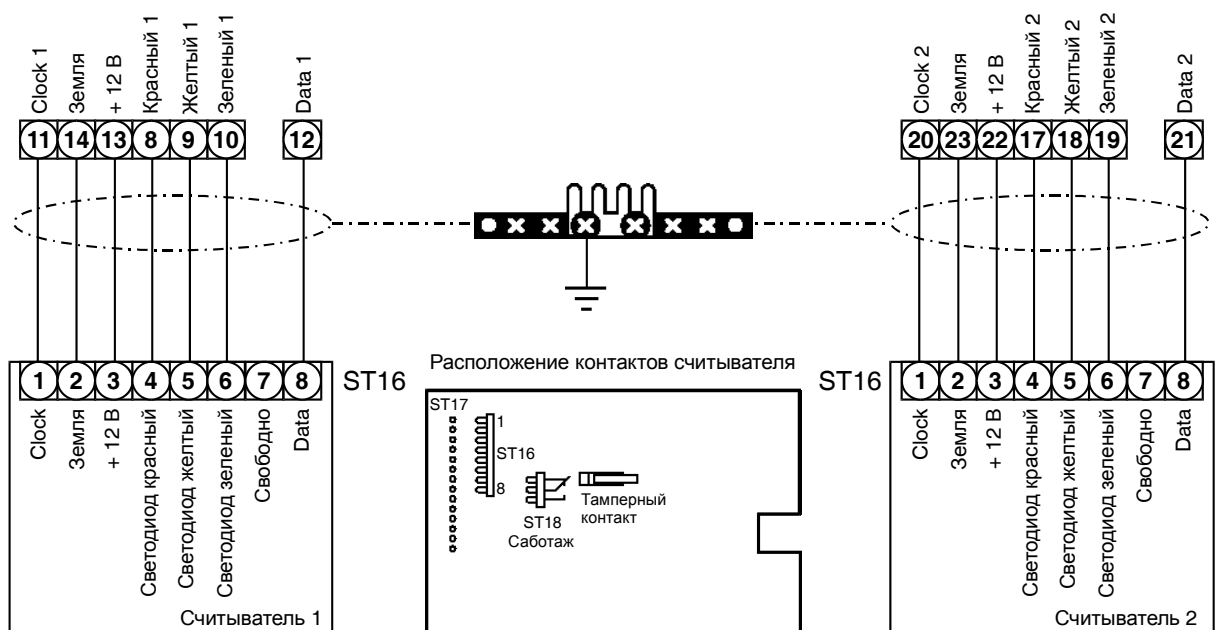 Clock 1
Земля
+ 12 В
Красный 1
Желтый 1
Зеленый 1
Data 1
11 14 13 8 9 10 12
Clock 2
Земля
+ 12 В
Красный 2
Желтый 2
Зеленый 2
Data 2
20 23 22 17 18 19 21
1 2 3 4 5 6 7 8
ST16
Clock
Земля
+ 12 В
Светодиод красный
Светодиод желтый
Светодиод зеленый
Свободно
Data
Считыватель 1
Расположение контактов считывателя
ST17
1
ST16
8
ST18
Саботаж
Тамперный
контакт
ST16
1 2 3 4 5 6 7 8
Clock
Земля
+ 12 В
Светодиод красный
Светодиод желтый
Светодиод зеленый
Свободно
Data
Считыватель 2